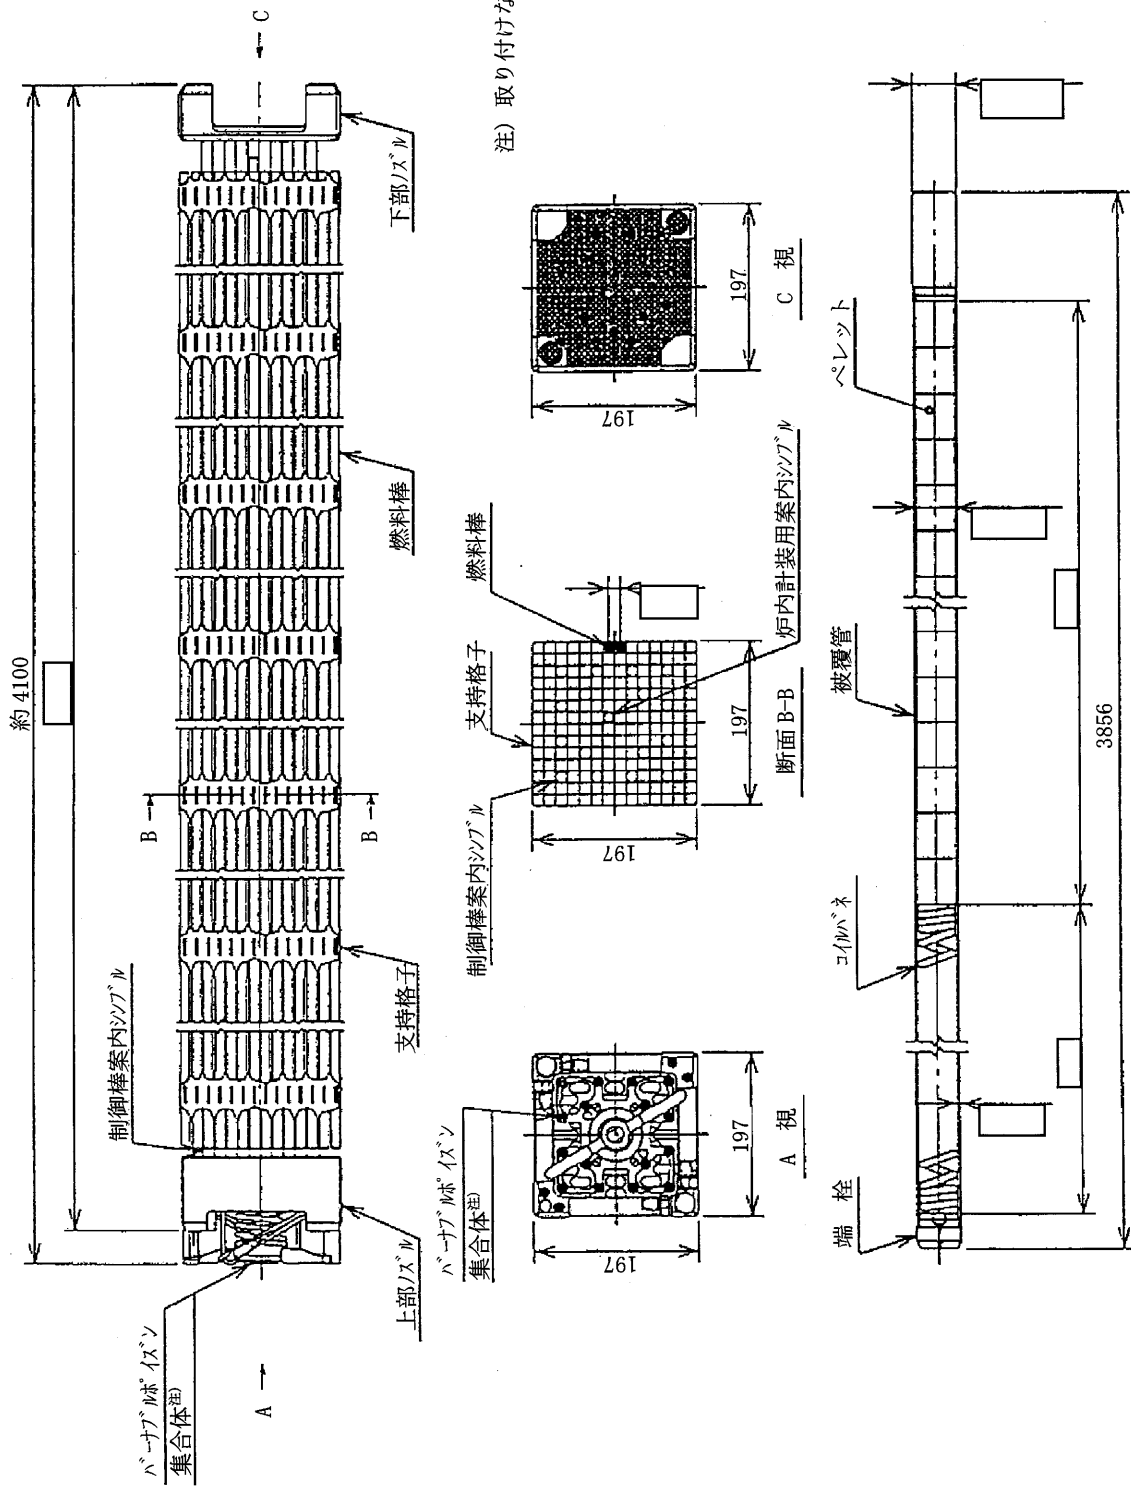 約 4100
C
B
B
A
バーナブルポイズン
集合体注)
制御棒案内シンブル
上部ノズル
支持格子
燃料棒
下部ノズル
注) 取り付けな
バーナブルポイズン
集合体注)
197
197
A 視
制御棒案内シンブル
支持格子
燃料棒
炉内計装用案内シンブル
197
197
断面 B-B
197
197
C 視
端 栓
コイルバネ
被覆管
ペレット
3856